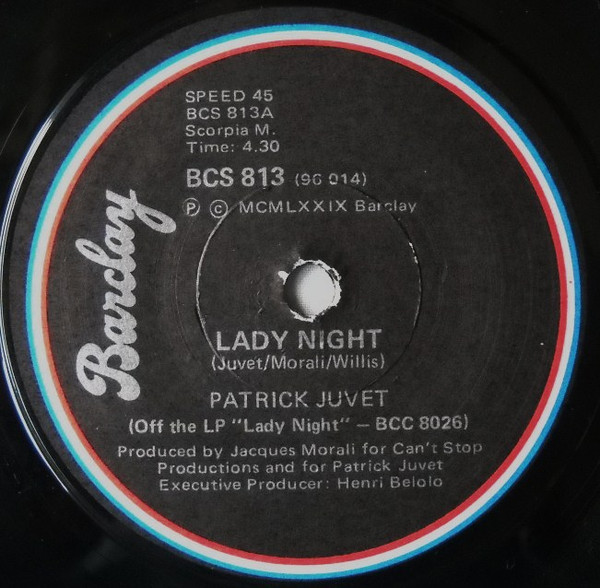 SPEED 45
BCS 813A
Scorpia M.
Time: 4.30
BCS 813 (96 014)
Ⓟ © MCMLXXIX Barclay
Barclay
LADY NIGHT
(Juvet/Morali/Willis)
PATRICK JUVET
(Off the LP "Lady Night" – BCC 8026)
Produced by Jacques Morali for Can't Stop
Productions and for Patrick Juvet
Executive Producer: Henri Belolo